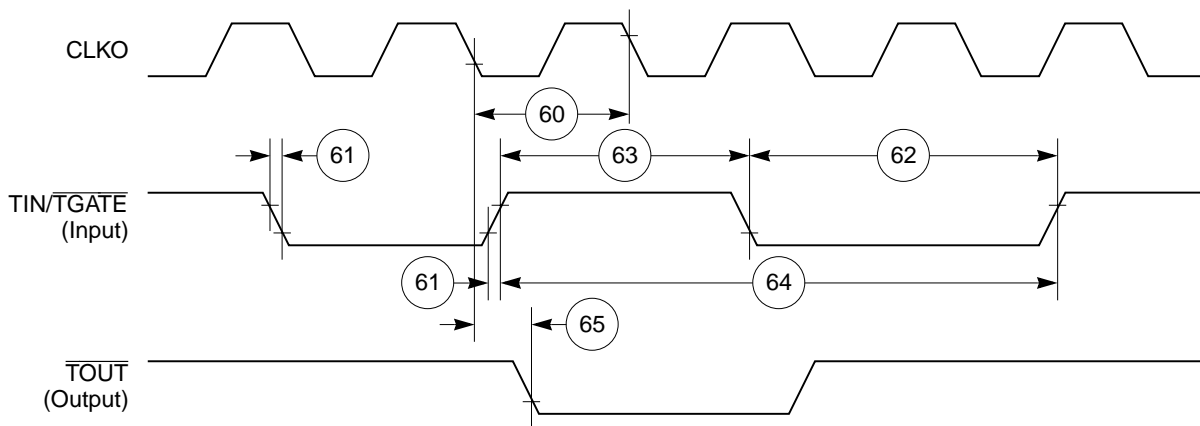 CLKO
60
61
63
62
TIN/TGATE
(Input)
61
64
65
TOUT
(Output)